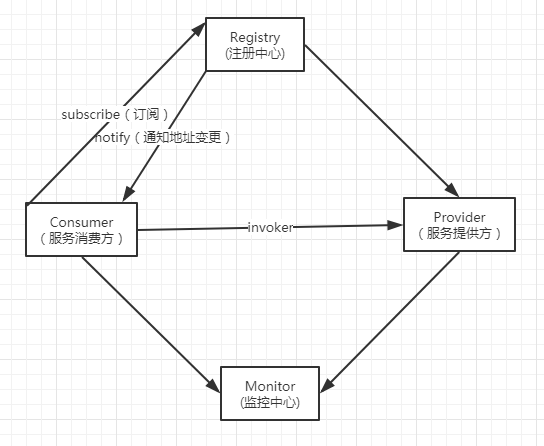 Registry
(注册中心)
subscribe（订阅）
notify（通知地址变更）
Consumer
（服务消费方）
invoker
Provider
（服务提供方）
Monitor
(监控中心)